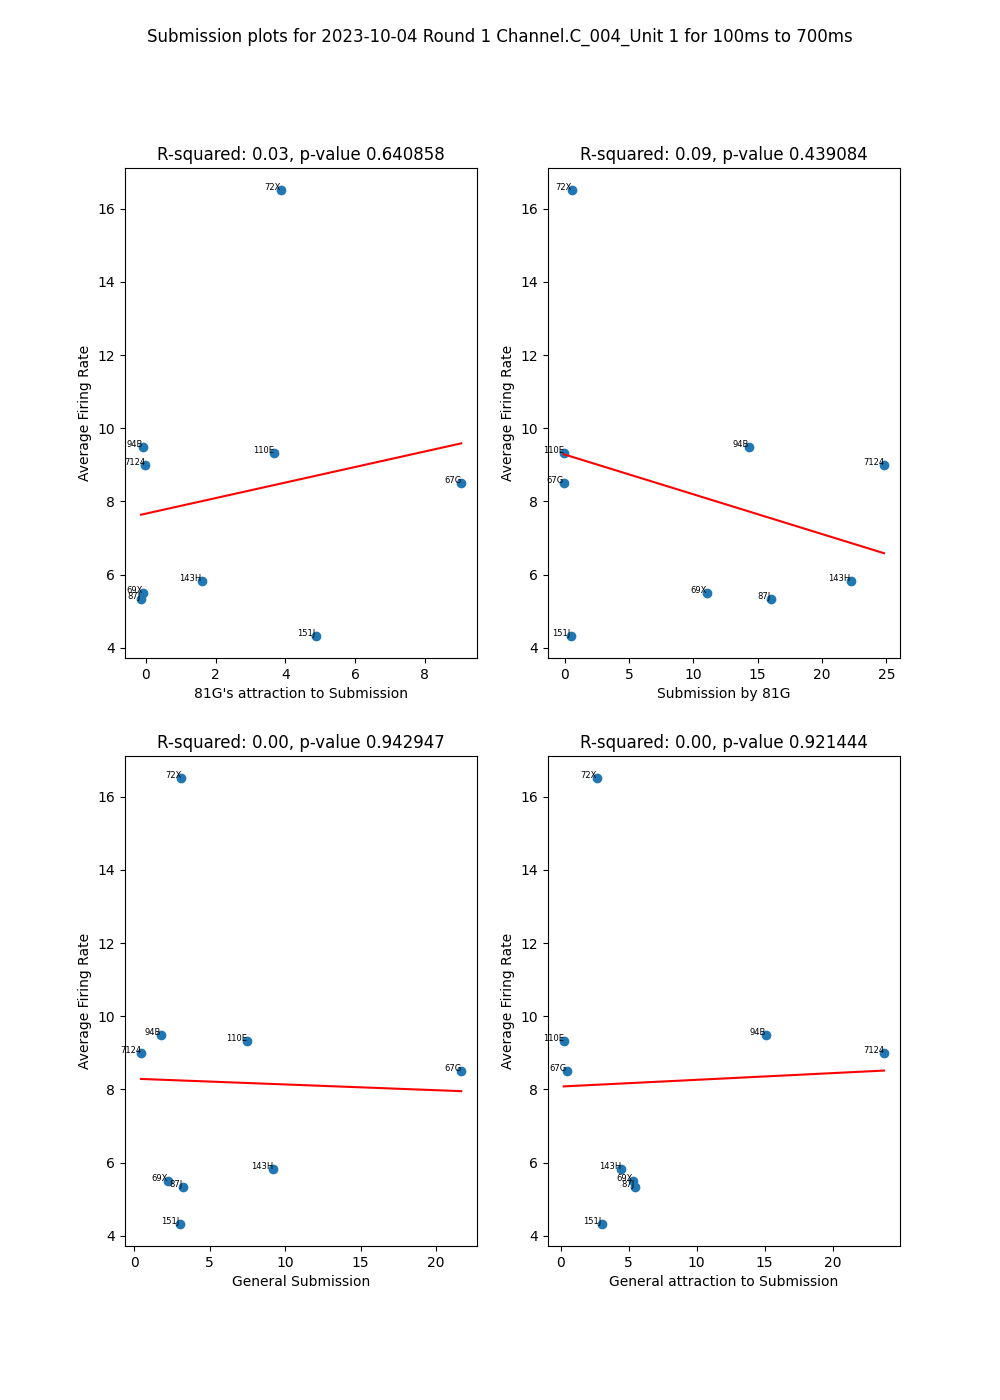 Submission plots for 2023-10-04 Round 1 Channel.C_004_Unit 1 for 100ms to 700ms
R-squared: 0.03, p-value 0.640858
16
14
12
10
8
6
4
Average Firing Rate
72X
94B
7124
110E
67G
143H
69X
87J
151J
0 2 4 6 8
81G's attraction to Submission
R-squared: 0.09, p-value 0.439084
16
14
12
10
8
6
4
Average Firing Rate
72X
110E
94B
7124
67G
143H
69X
87J
151J
0 5 10 15 20 25
Submission by 81G
R-squared: 0.00, p-value 0.942947
16
14
12
10
8
6
4
Average Firing Rate
72X
94B
7124
110E
67G
143H
69X
87J
151J
0 5 10 15 20
General Submission
R-squared: 0.00, p-value 0.921444
16
14
12
10
8
6
4
Average Firing Rate
72X
110E
94B
7124
67G
143H
69X
87J
151J
0 5 10 15 20
General attraction to Submission